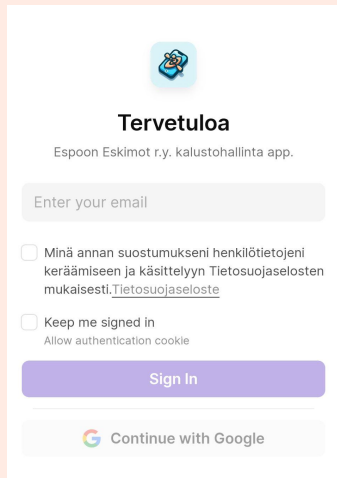 Tervetuloa
Espoon Eskimot r.y. kalustohallinta app.
Enter your email
Minä annan suostumukseni henkilötietojeni
keräämiseen ja käsittelyyn Tietosuojaselosten
mukaisesti.Tietosuojaseloste
Keep me signed in
Allow authentication cookie
Sign In
Continue with Google